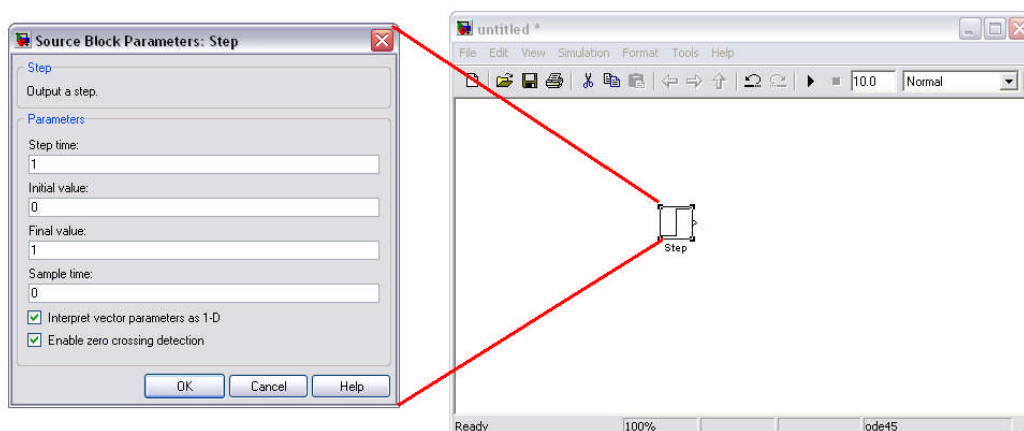 Source Block Parameters: Step
Step
Output a step.
Parameters
Step time:
1
Initial value:
0
Final value:
1
Sample time:
0
Interpret vector parameters as 1-D
Enable zero crossing detection
OK Cancel Help
untitled *
File Edit View Simulation Format Tools Help
10.0 Normal
Step
Ready 100% ode45